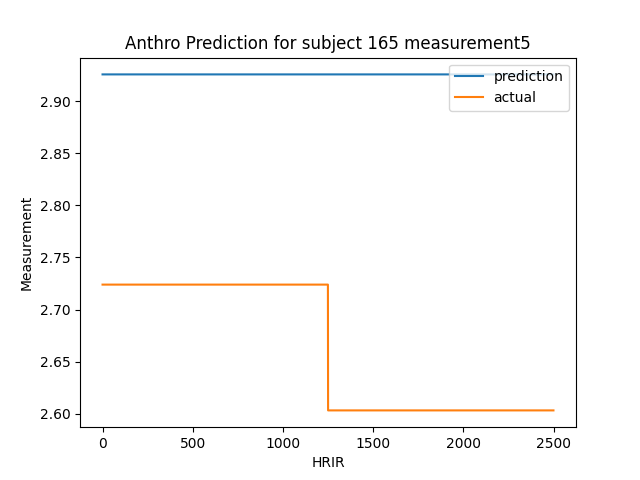 Anthro Prediction for subject 165 measurement5
prediction
actual
2.90
2.85
2.80
2.75
2.70
2.65
2.60
Measurement
0 500 1000 1500 2000 2500
HRIR